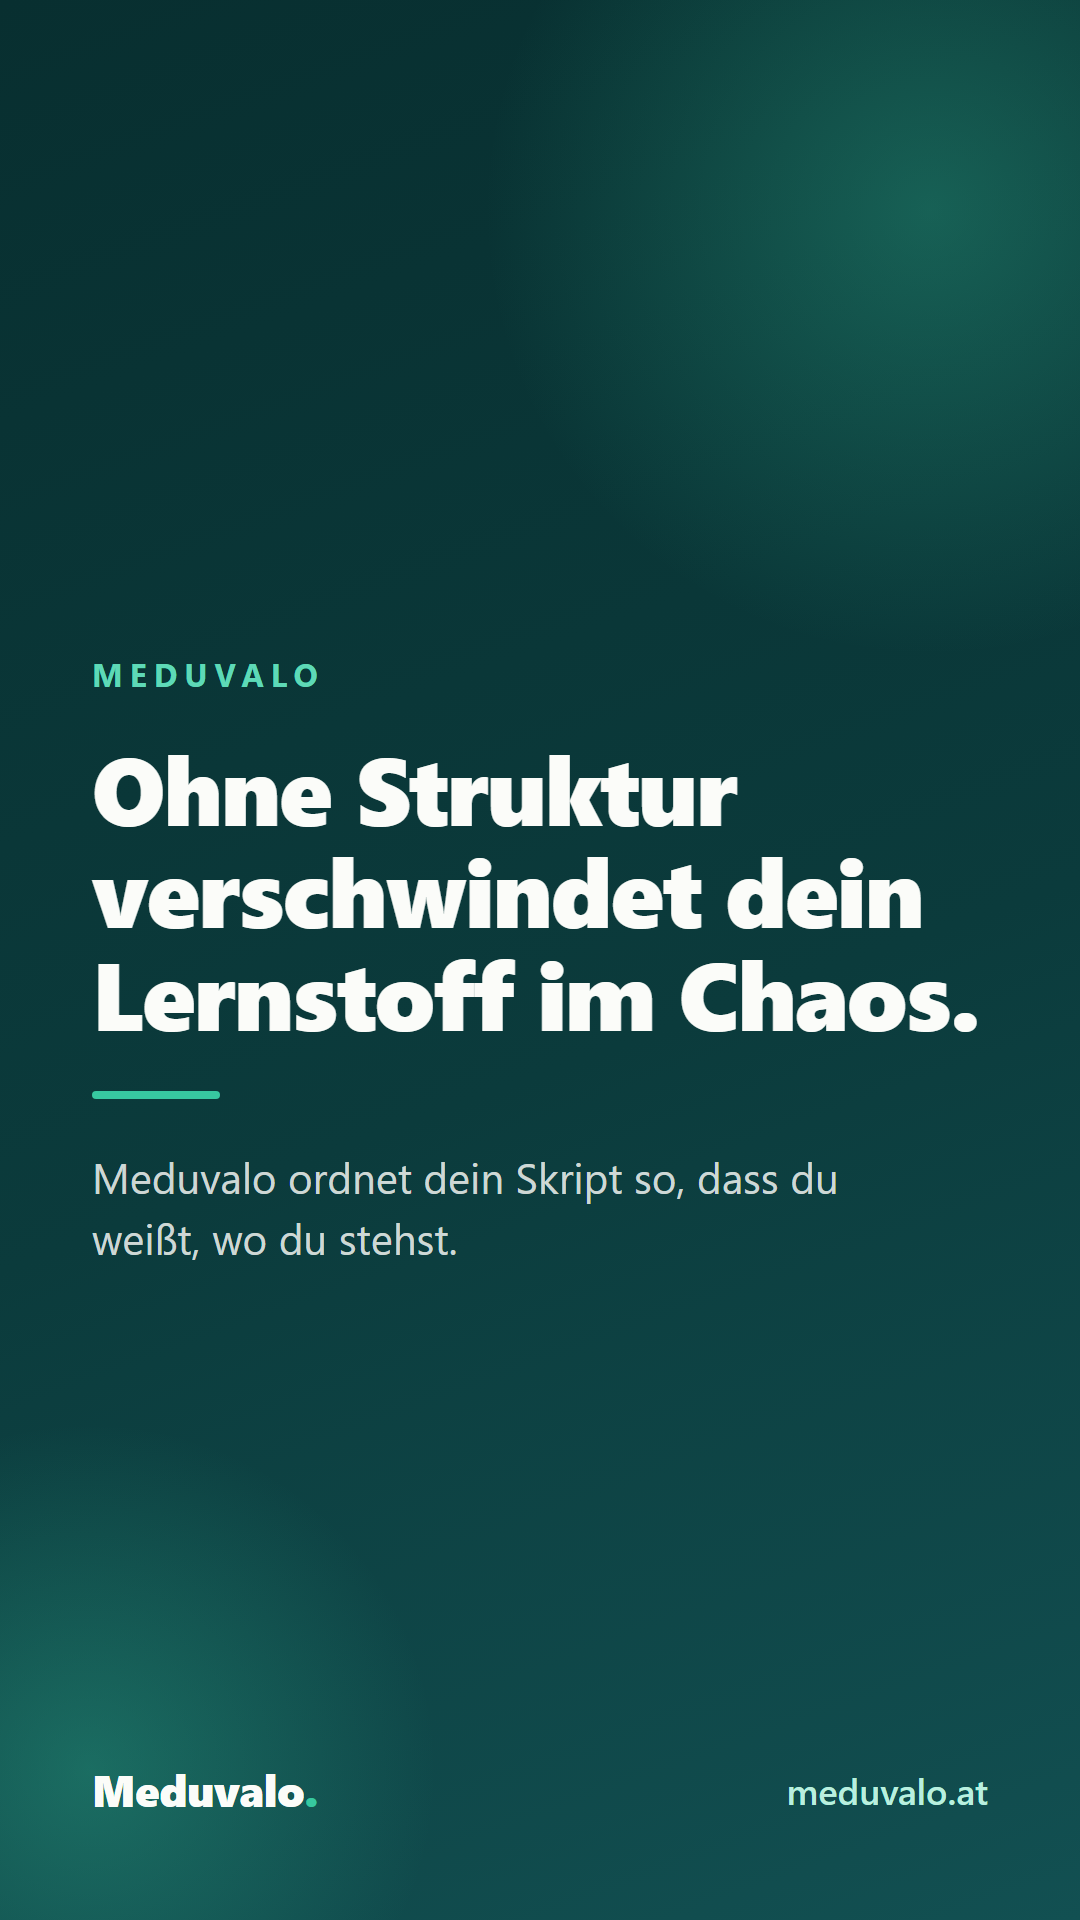 MEDUVALO
Ohne Struktur
verschwindet dein
Lernstoff im Chaos.
Meduvalo ordnet dein Skript so, dass du
weißt, wo du stehst.
Meduvalo.
meduvalo.at